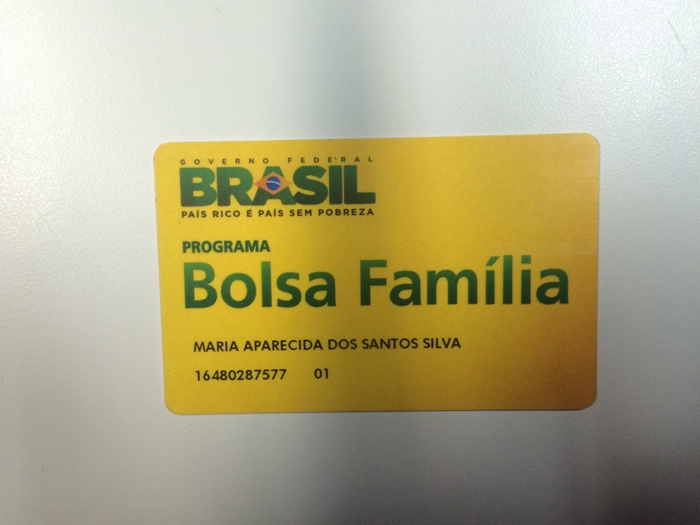 GOVERNO FEDERAL
BRASIL
PAÍS RICO É PAÍS SEM POBREZA
PROGRAMA
Bolsa Família
MARIA APARECIDA DOS SANTOS SILVA
16480287577 01